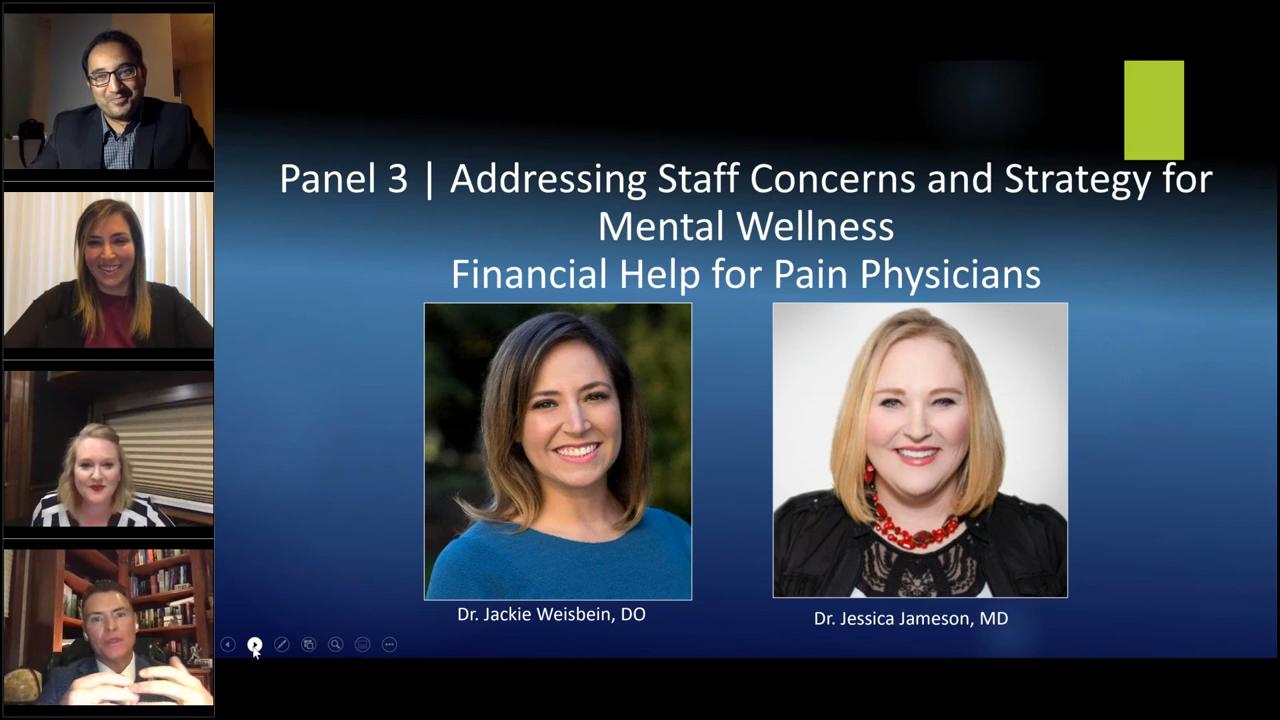 Panel 3 | Addressing Staff Concerns and Strategy for
Mental Wellness
Financial Help for Pain Physicians
Dr. Jackie Weisbein, DO
Dr. Jessica Jameson, MD